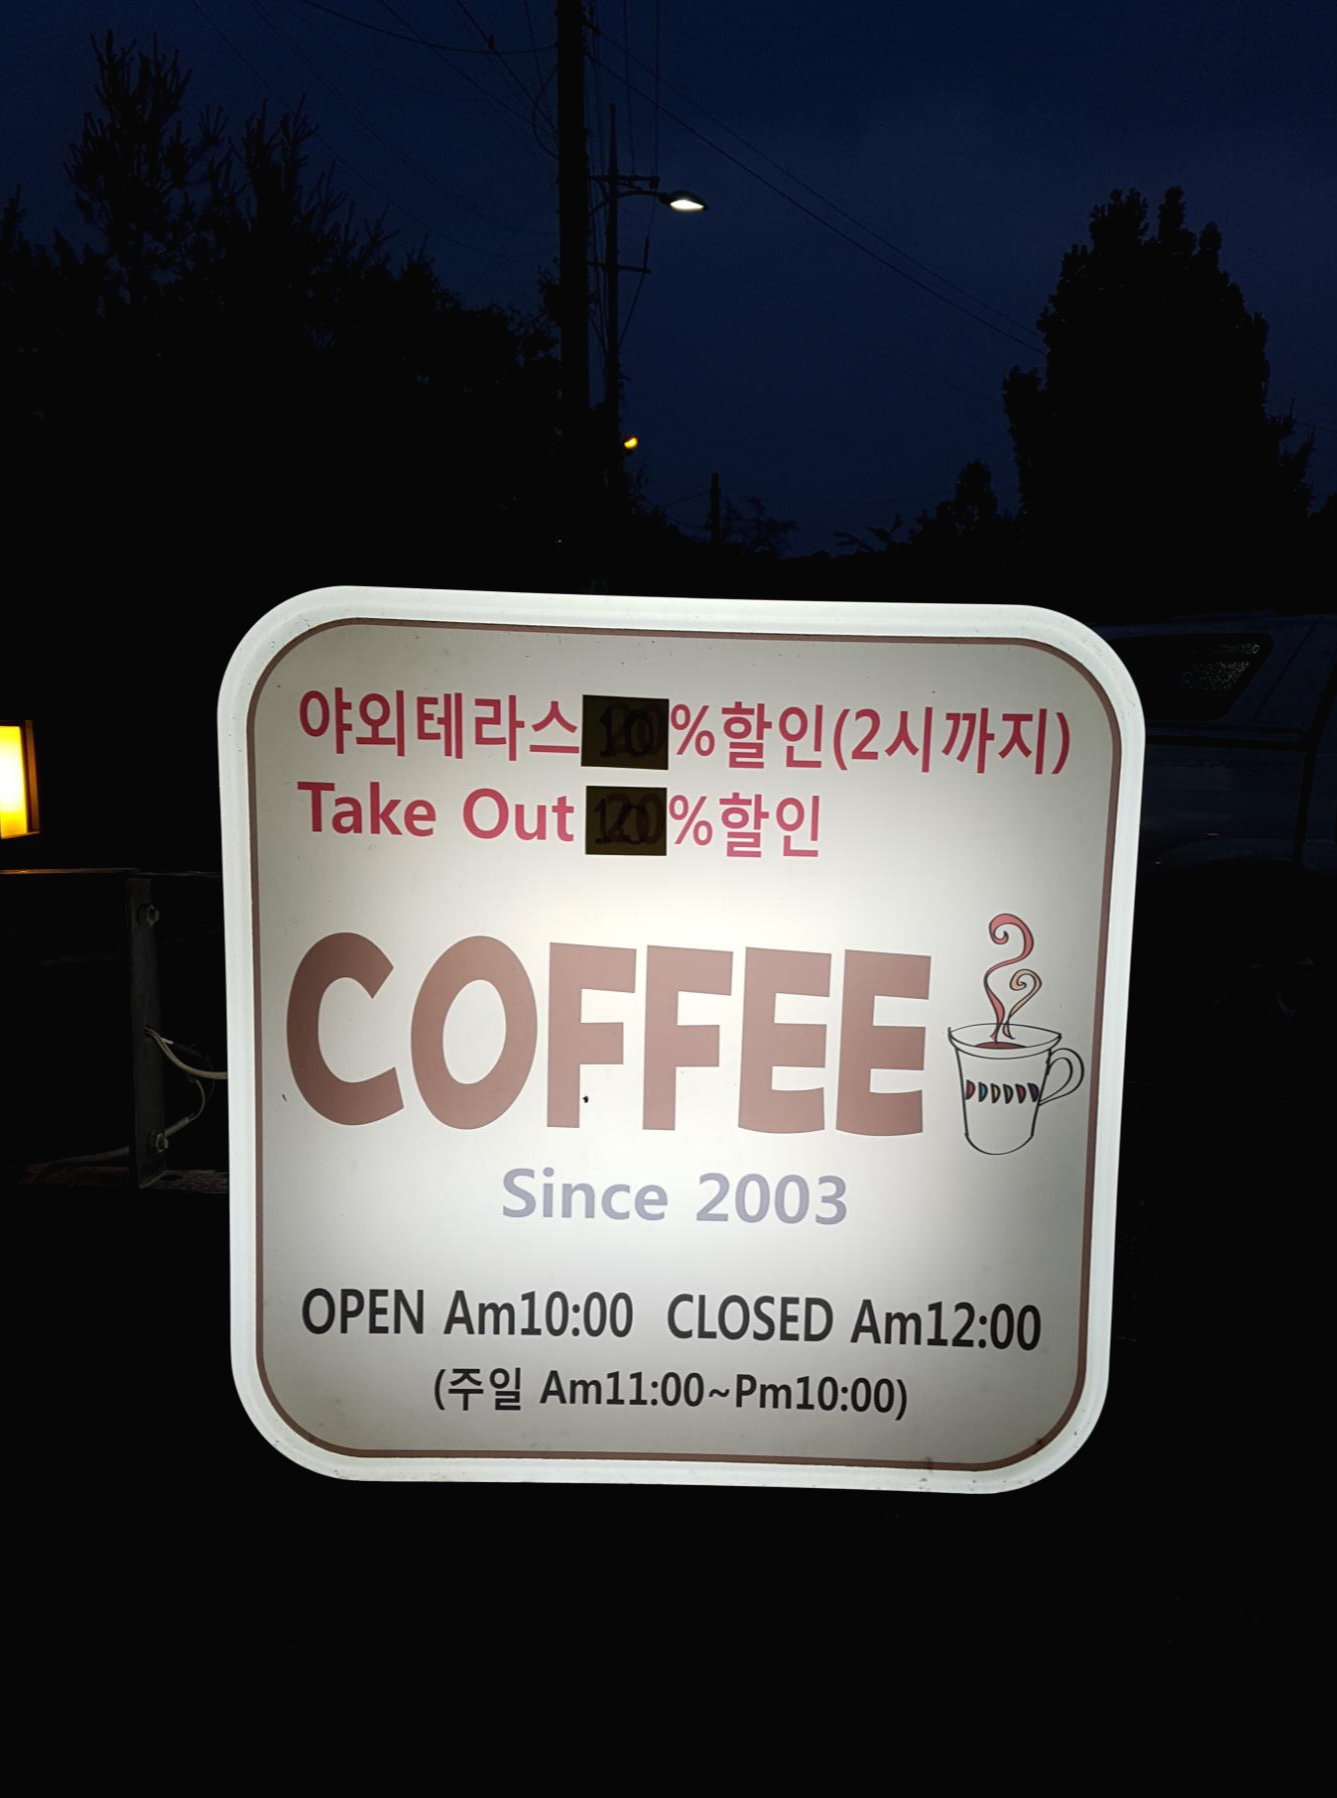 야외테라스 10%할인(2시까지)
Take Out %할인
COFFEE
Since 2003
OPEN Am10:00 CLOSED Am12:00
(주일 Am11:00~Pm10:00)